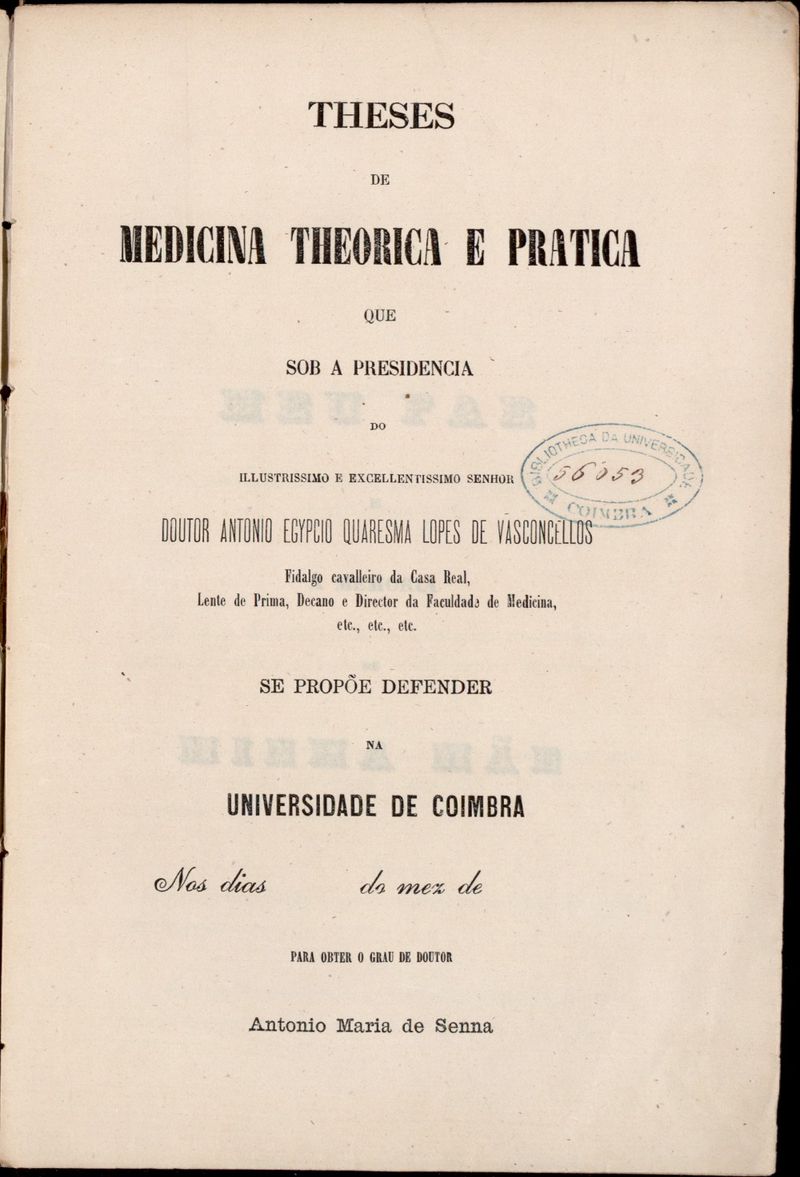 THESES
DE
MEDICINA THEORICA E PRATICA
QUE
SOB A PRESIDENCIA
DO
ILLUSTRISSIMO E EXCELLENTISSIMO SENHOR
BIBLIOTHECA DA UNIVERSIDADE
56053
COIMBRA
DOUTOR ANTONIO EGYPCIO QUARESMA LOPES DE VASCONCELLOS
Fidalgo cavalleiro da Casa Real,
Lente de Prima, Decano e Director da Faculdade de Medicina,
etc., etc., etc.
SE PROPÕE DEFENDER
NA
UNIVERSIDADE DE COIMBRA
Nos dias do mez de
PARA OBTER O GRAU DE DOUTOR
Antonio Maria de Senna